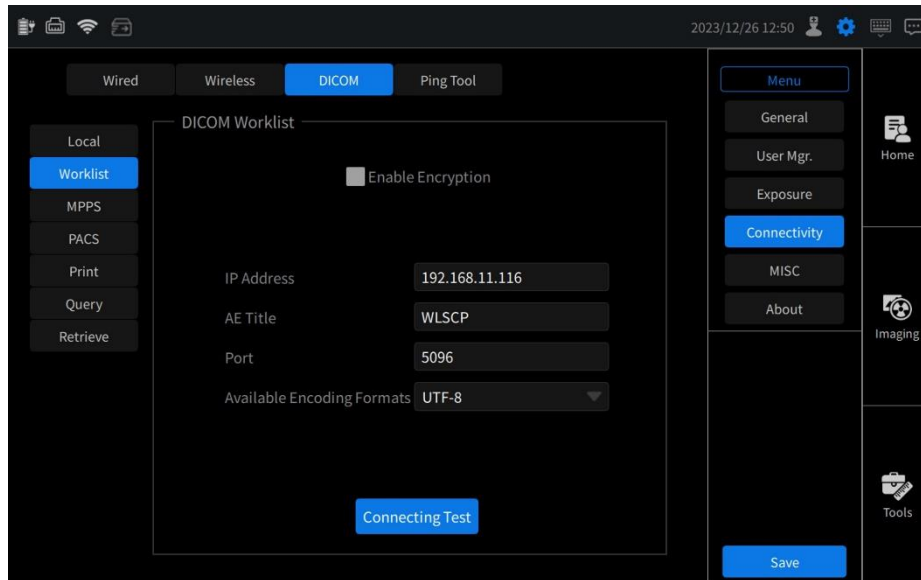 2023/12/26 12:50
Wired Wireless DICOM Ping Tool
Menu
General
User Mgr.
Exposure
Connectivity
MISC
About
Home
Imaging
Tools
Local
Worklist
MPPS
PACS
Print
Query
Retrieve
DICOM Worklist
Enable Encryption
IP Address 192.168.11.116
AE Title WLSCP
Port 5096
Available Encoding Formats UTF-8
Connecting Test
Save